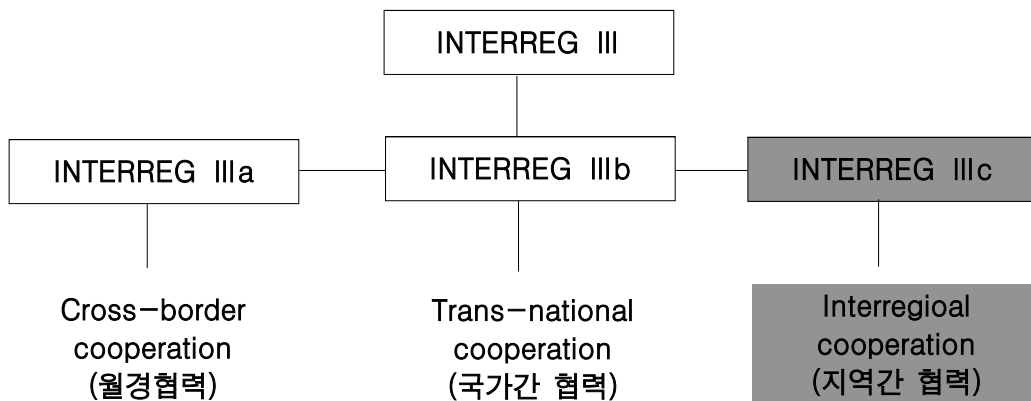 INTERREG Ⅲ
INTERREG Ⅲa
INTERREG Ⅲb
INTERREG Ⅲc
Cross-border
cooperation
(월경협력)
Trans-national
cooperation
(국가간 협력)
Interregioal
cooperation
(지역간 협력)